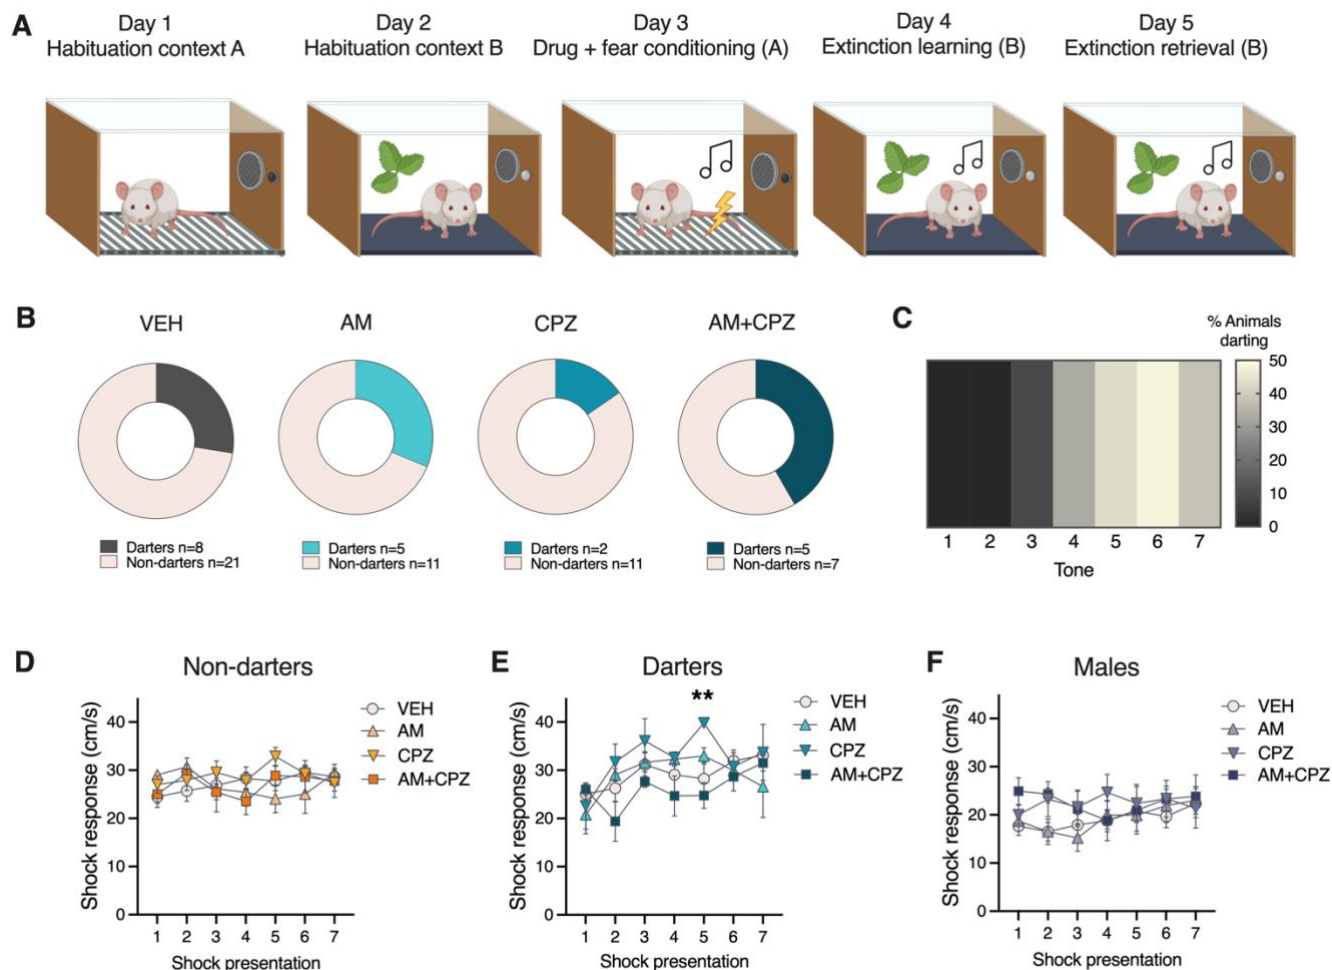 A
Day 1
Habituation context A
Day 2
Habituation context B
Day 3
Drug + fear conditioning (A)
Day 4
Extinction learning (B)
Day 5
Extinction retrieval (B)
B
VEH
AM
CPZ
AM+CPZ
Darters n=8
Non-darters n=21
Darters n=5
Non-darters n=11
Darters n=2
Non-darters n=11
Darters n=5
Non-darters n=7
C
% Animals
darting
50
40
30
20
10
0
1 2 3 4 5 6 7
Tone
D
Non-darters
Shock response (cm/s)
40
30
20
10
0
1 2 3 4 5 6 7
Shock presentation
VEH
AM
CPZ
AM+CPZ
E
Darters
**
Shock response (cm/s)
40
30
20
10
0
1 2 3 4 5 6 7
Shock presentation
VEH
AM
CPZ
AM+CPZ
F
Males
Shock response (cm/s)
40
30
20
10
0
1 2 3 4 5 6 7
Shock presentation
VEH
AM
CPZ
AM+CPZ